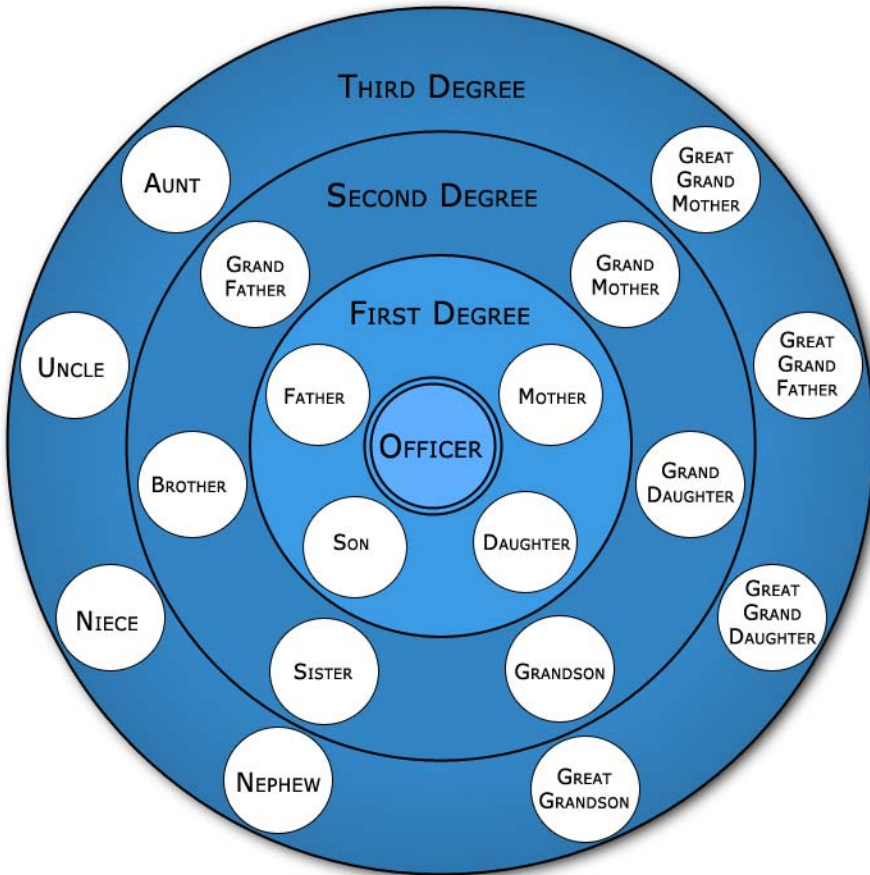 Third Degree
Aunt
Great
Grand
Mother
Second Degree
Grand
Father
Grand
Mother
First Degree
Uncle
Great
Grand
Father
Father
Mother
Officer
Brother
Grand
Daughter
Son
Daughter
Niece
Great
Grand
Daughter
Sister
Grandson
Nephew
Great
Grandson